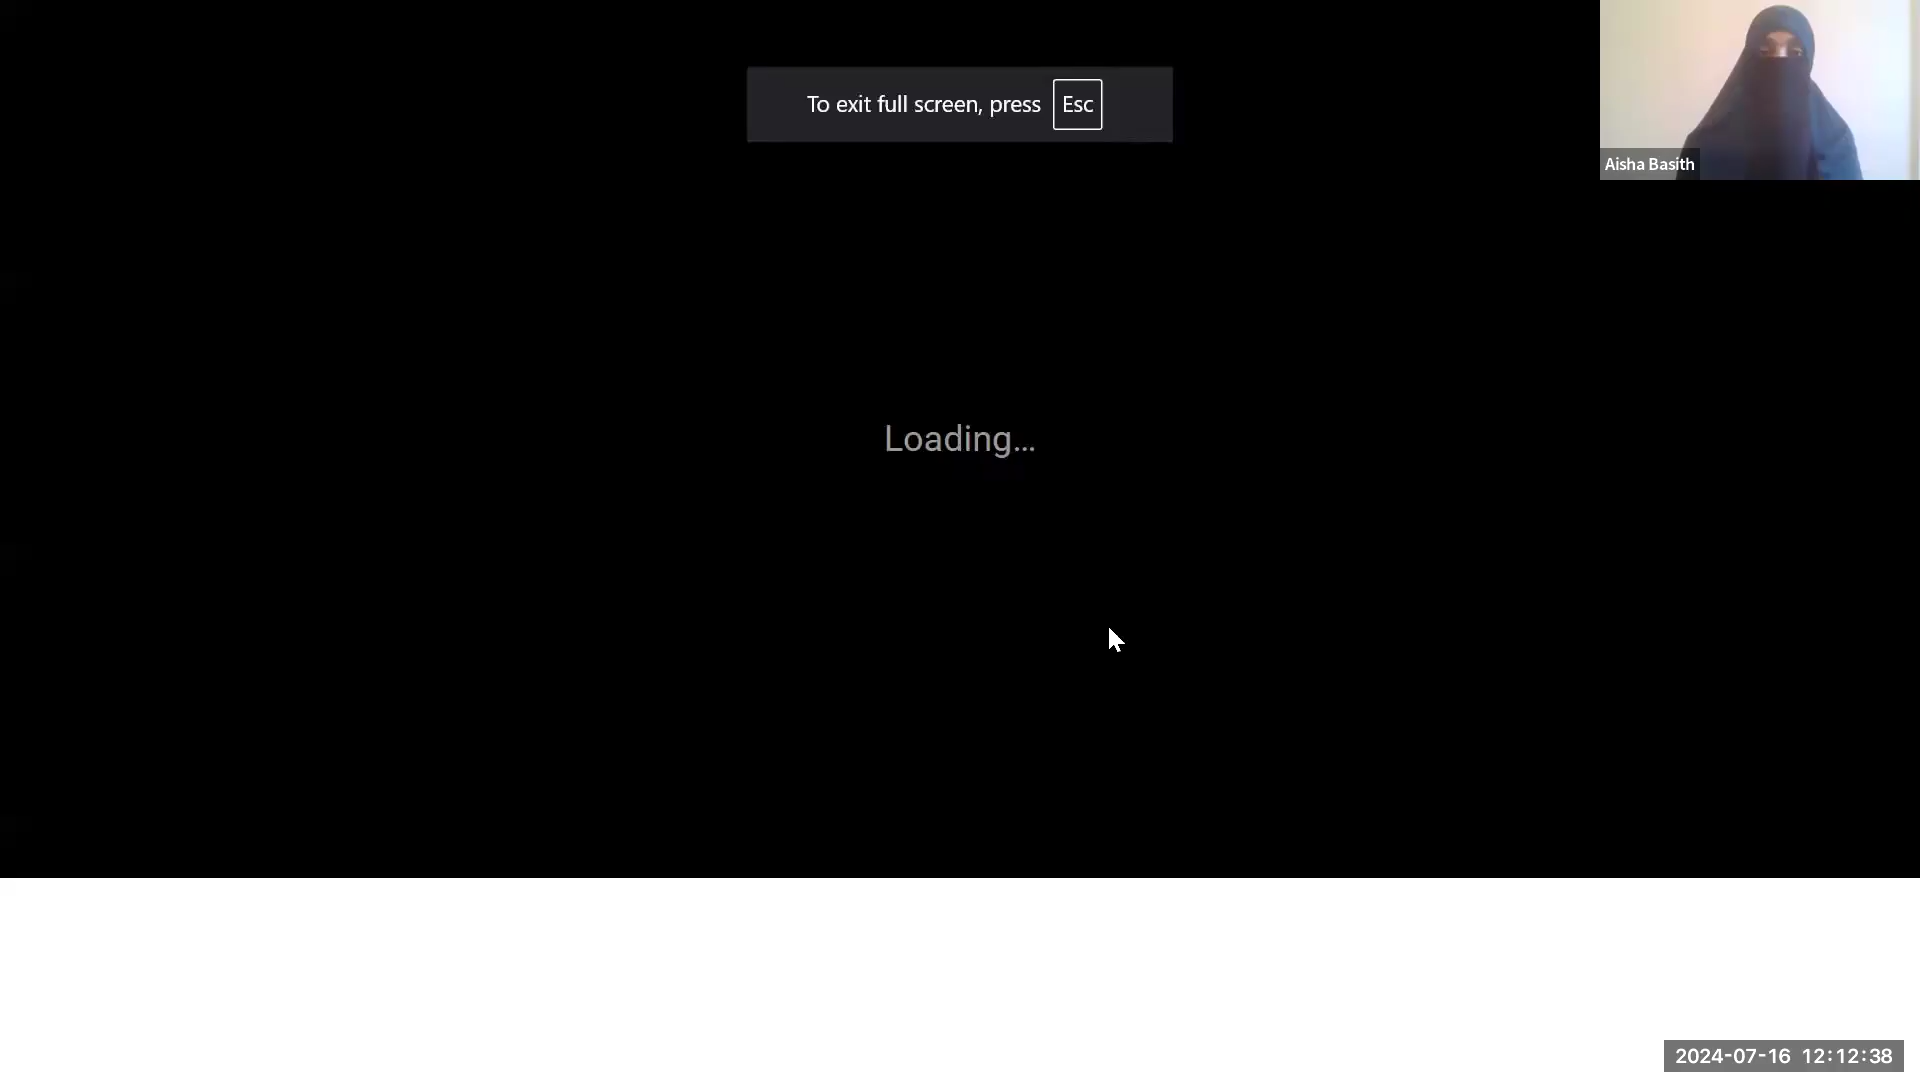 To exit full screen, press Esc
Aisha Basith
Loading...
2024-07-16 12:12:38